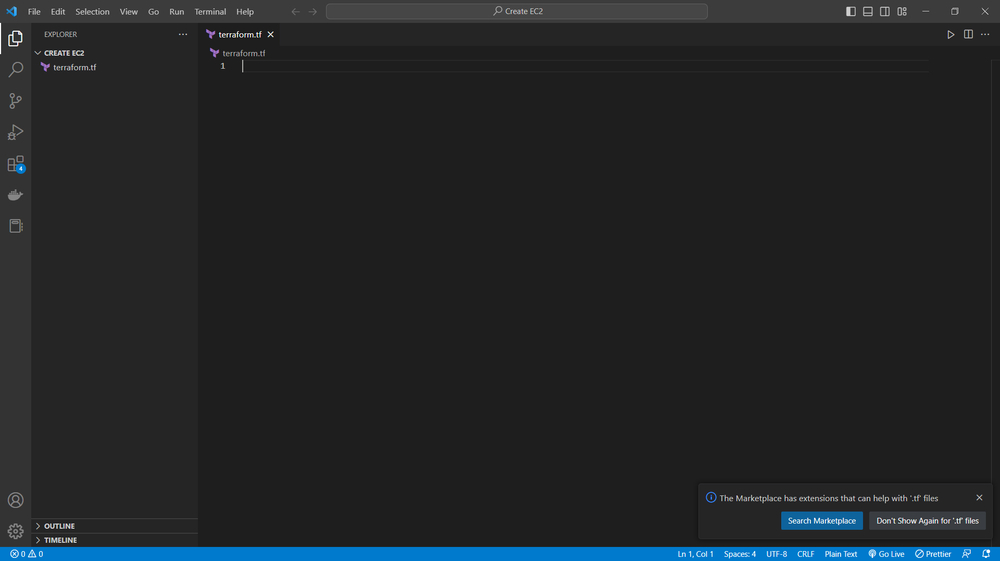 File Edit Selection View Go Run Terminal Help
Create EC2
EXPLORER
CREATE EC2
terraform.tf
terraform.tf
terraform.tf
1
4
The Marketplace has extensions that can help with '.tf' files
Search Marketplace
Don't Show Again for '.tf' files
OUTLINE
TIMELINE
0 0
Ln 1, Col 1 Spaces: 4 UTF-8 CRLF Plain Text Go Live Prettier